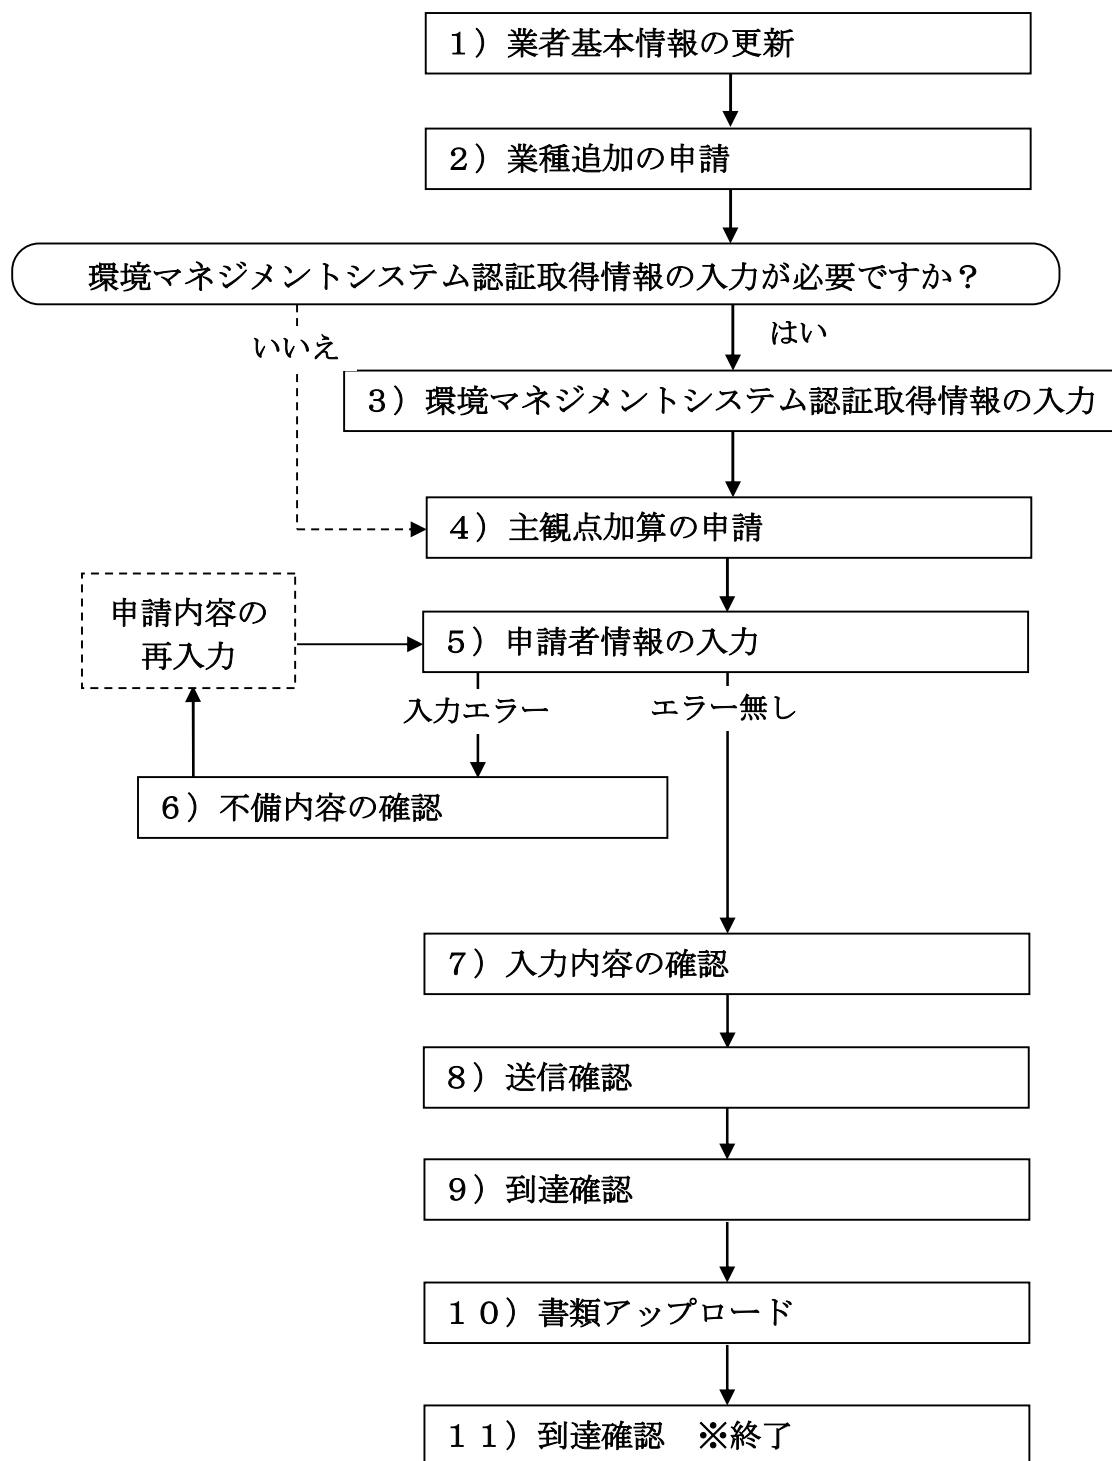 １）業者基本情報の更新
２）業種追加の申請
環境マネジメントシステム認証取得情報の入力が必要ですか？
いいえ
はい
３）環境マネジメントシステム認証取得情報の入力
４）主観点加算の申請
申請内容の
再入力
５）申請者情報の入力
入力エラー
エラー無し
６）不備内容の確認
７）入力内容の確認
８）送信確認
９）到達確認
１０）書類アップロード
１１）到達確認　※終了